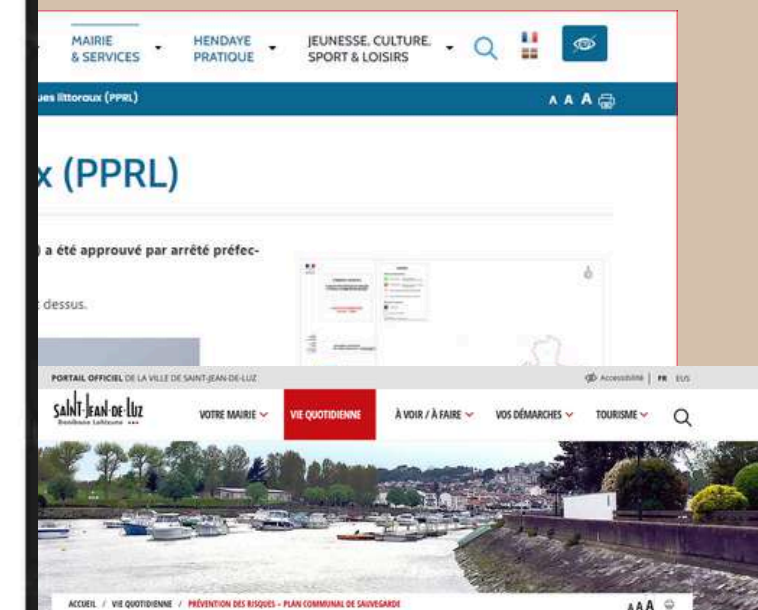 MAIRIE
& SERVICES
HENDAYE
PRATIQUE
JEUNESSE, CULTURE,
SPORT & LOISIRS
ues littoraux (PPRL)
A A A
x (PPRL)
) a été approuvé par arrêté préfec-
dessus.
PORTAIL OFFICIEL DE LA VILLE DE SAINT-JEAN-DE-LUZ
Accessibilité | FR EUS
SAINT-JEAN-DE-LUZ
Donibane Lohizune
VOTRE MAIRIE
VIE QUOTIDIENNE
À VOIR / À FAIRE
VOS DÉMARCHES
TOURISME
ACCUEIL / VIE QUOTIDIENNE / PRÉVENTION DES RISQUES – PLAN COMMUNAL DE SAUVEGARDE
A A A